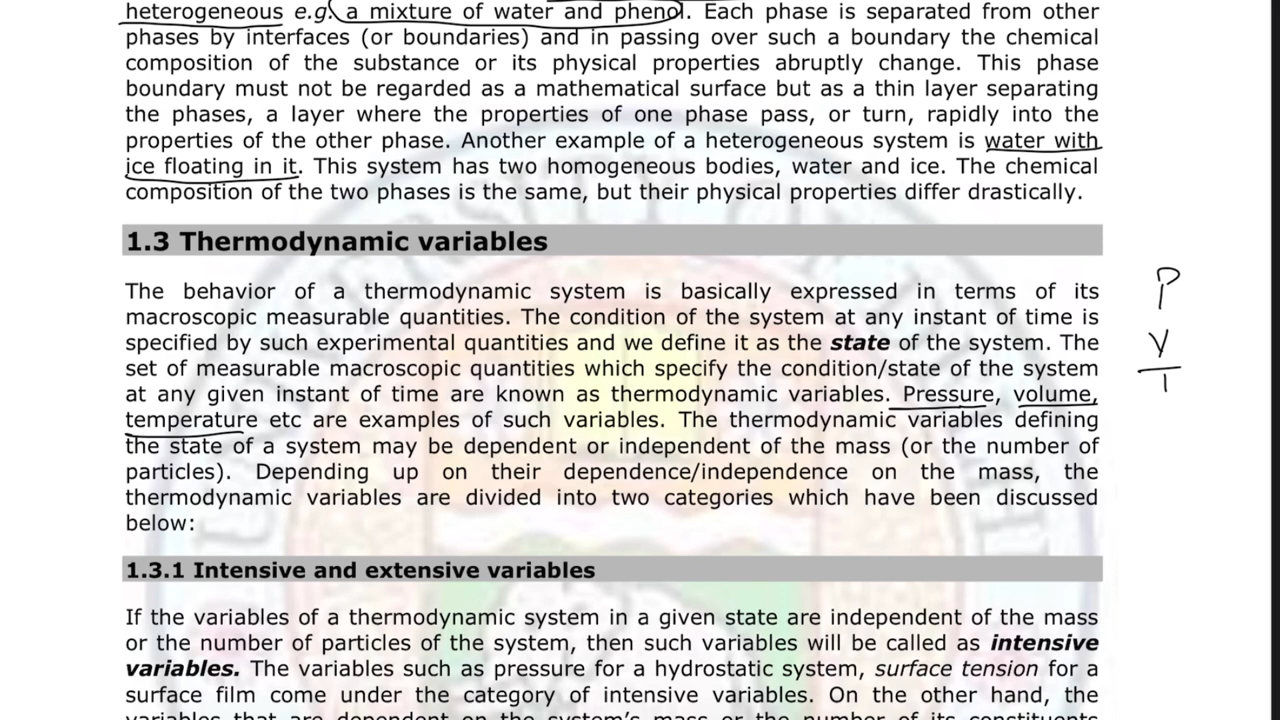 heterogeneous e.g. a mixture of water and phenol. Each phase is separated from other
phases by interfaces (or boundaries) and in passing over such a boundary the chemical
composition of the substance or its physical properties abruptly change. This phase
boundary must not be regarded as a mathematical surface but as a thin layer separating
the phases, a layer where the properties of one phase pass, or turn, rapidly into the
properties of the other phase. Another example of a heterogeneous system is water with
ice floating in it. This system has two homogeneous bodies, water and ice. The chemical
composition of the two phases is the same, but their physical properties differ drastically.
1.3 Thermodynamic variables
The behavior of a thermodynamic system is basically expressed in terms of its
macroscopic measurable quantities. The condition of the system at any instant of time is
specified by such experimental quantities and we define it as the state of the system. The
set of measurable macroscopic quantities which specify the condition/state of the system
at any given instant of time are known as thermodynamic variables. Pressure, volume,
temperature etc are examples of such variables. The thermodynamic variables defining
the state of a system may be dependent or independent of the mass (or the number of
particles). Depending up on their dependence/independence on the mass, the
thermodynamic variables are divided into two categories which have been discussed
below:
P
V
T
1.3.1 Intensive and extensive variables
If the variables of a thermodynamic system in a given state are independent of the mass
or the number of particles of the system, then such variables will be called as intensive
variables. The variables such as pressure for a hydrostatic system, surface tension for a
surface film come under the category of intensive variables. On the other hand, the
variables that are dependent on the system's mass or the number of its constituents